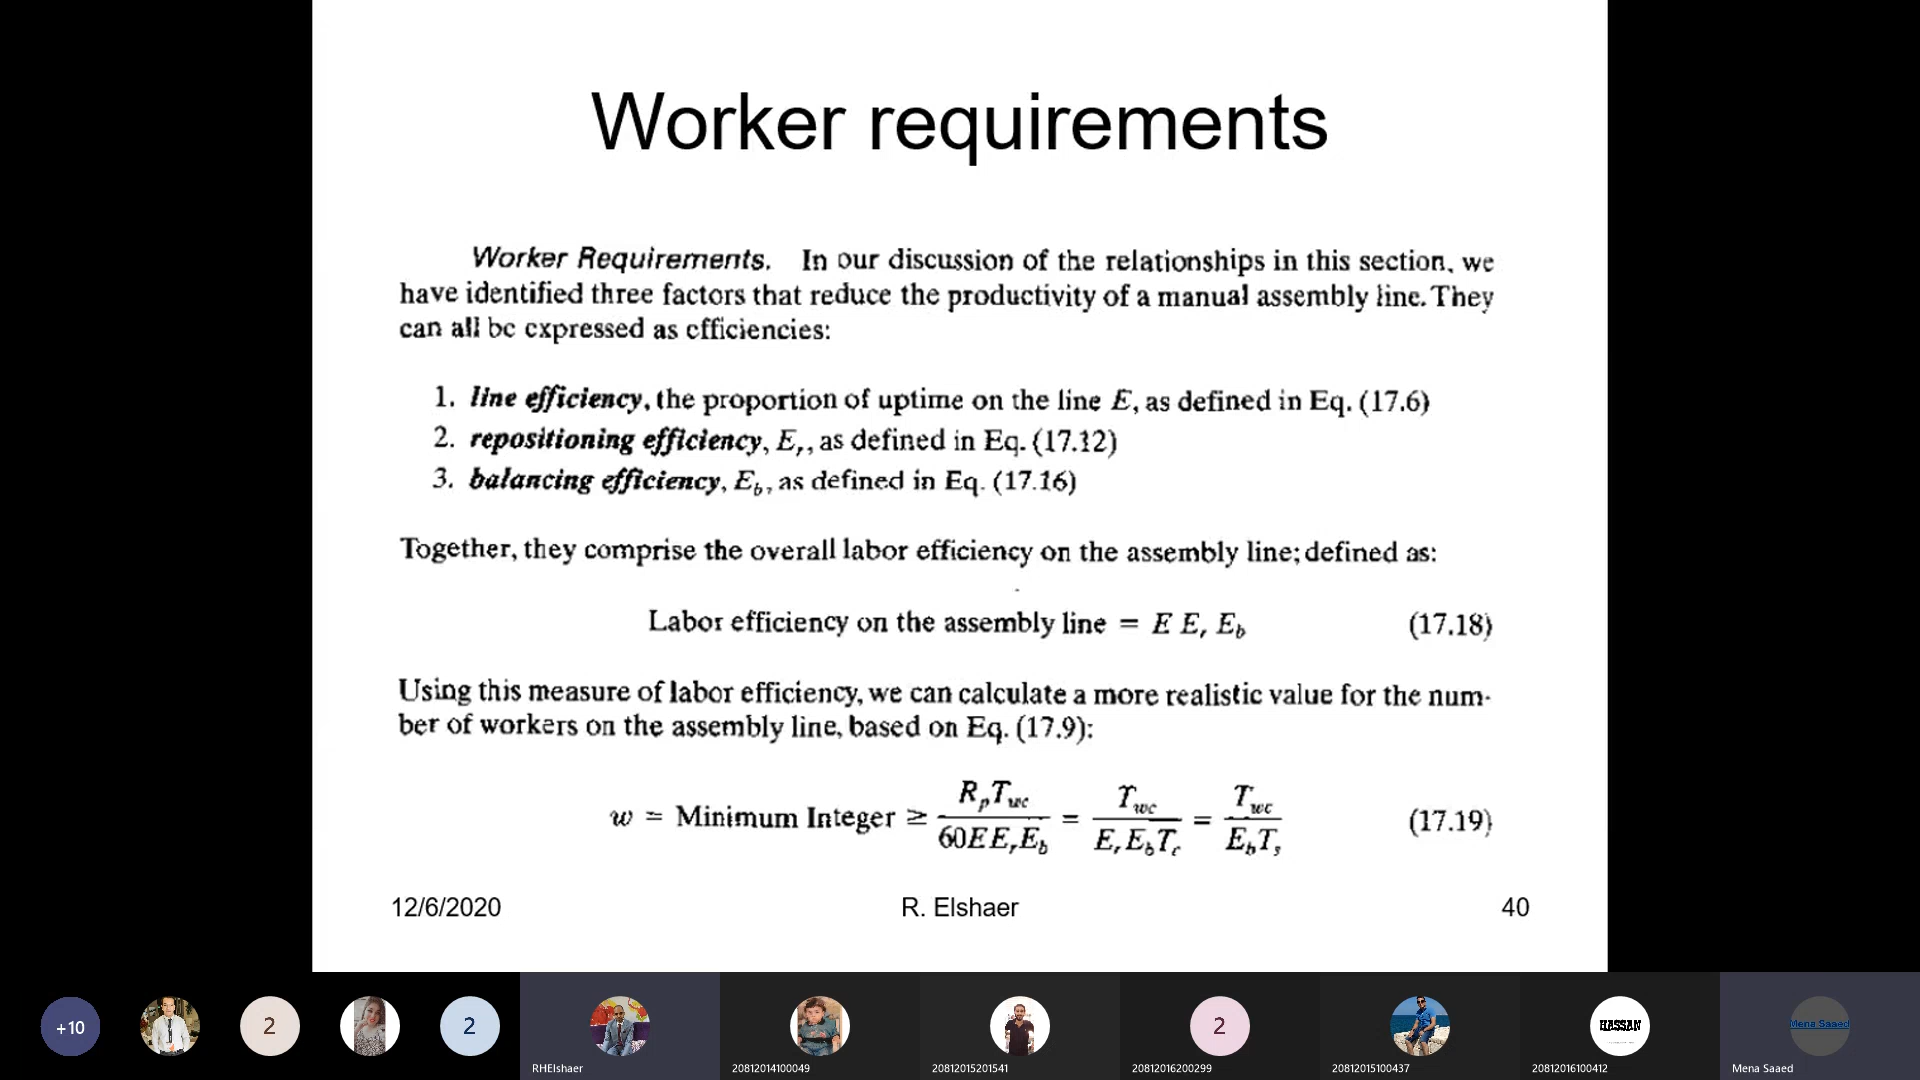 Worker requirements
Worker Requirements. In our discussion of the relationships in this section, we
have identified three factors that reduce the productivity of a manual assembly line. They
can all be expressed as efficiencies:
1. line efficiency, the proportion of uptime on the line E, as defined in Eq. (17.6)
2. repositioning efficiency, Er, as defined in Eq. (17.12)
3. balancing efficiency, Eb, as defined in Eq. (17.16)
Together, they comprise the overall labor efficiency on the assembly line; defined as:
Labor efficiency on the assembly line = E Er Eb (17.18)
Using this measure of labor efficiency, we can calculate a more realistic value for the num-
ber of workers on the assembly line, based on Eq. (17.9):
w = Minimum Integer ≥ RpTwc / 60EErEb = Twc / ErEbTc = Twc / EbTs (17.19)
12/6/2020 R. Elshaer 40
+10 2 2 2 HASSAN Mena Saaed
RHElshaer 20812014100049 20812015201541 20812016200299 20812015100437 20812016100412 Mena Saaed